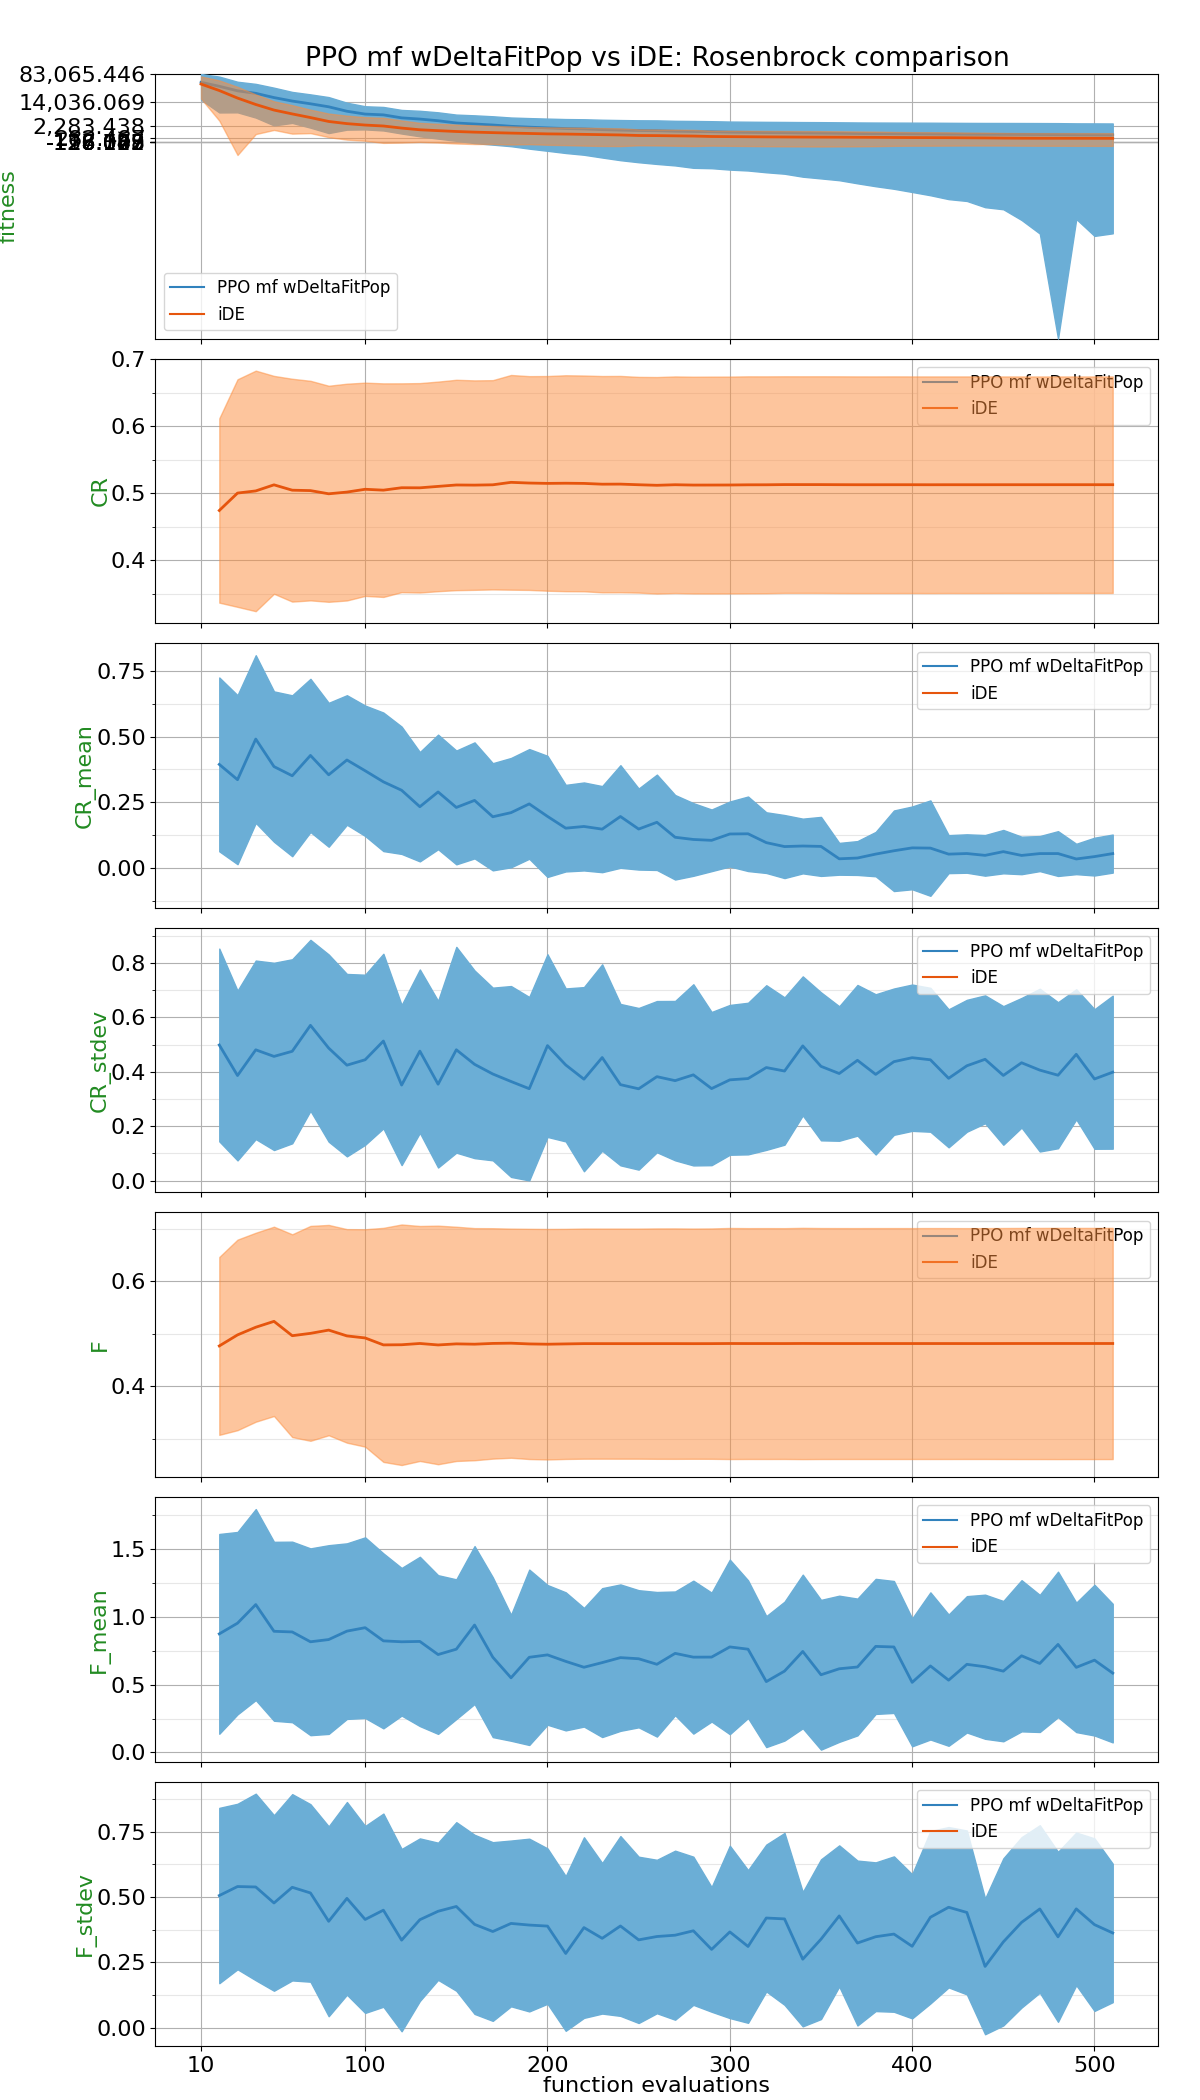 PPO mf wDeltaFitPop vs iDE: Rosenbrock comparison
83,065.446
14,036.069
2,283.438
fitness
PPO mf wDeltaFitPop
iDE
0.7
0.6
0.5
0.4
CR
PPO mf wDeltaFitPop
iDE
0.75
0.50
0.25
0.00
CR_mean
PPO mf wDeltaFitPop
iDE
0.8
0.6
0.4
0.2
0.0
CR_stdev
PPO mf wDeltaFitPop
iDE
0.6
0.4
F
PPO mf wDeltaFitPop
iDE
1.5
1.0
0.5
0.0
F_mean
PPO mf wDeltaFitPop
iDE
0.75
0.50
0.25
0.00
F_stdev
PPO mf wDeltaFitPop
iDE
10 100 200 300 400 500
function evaluations